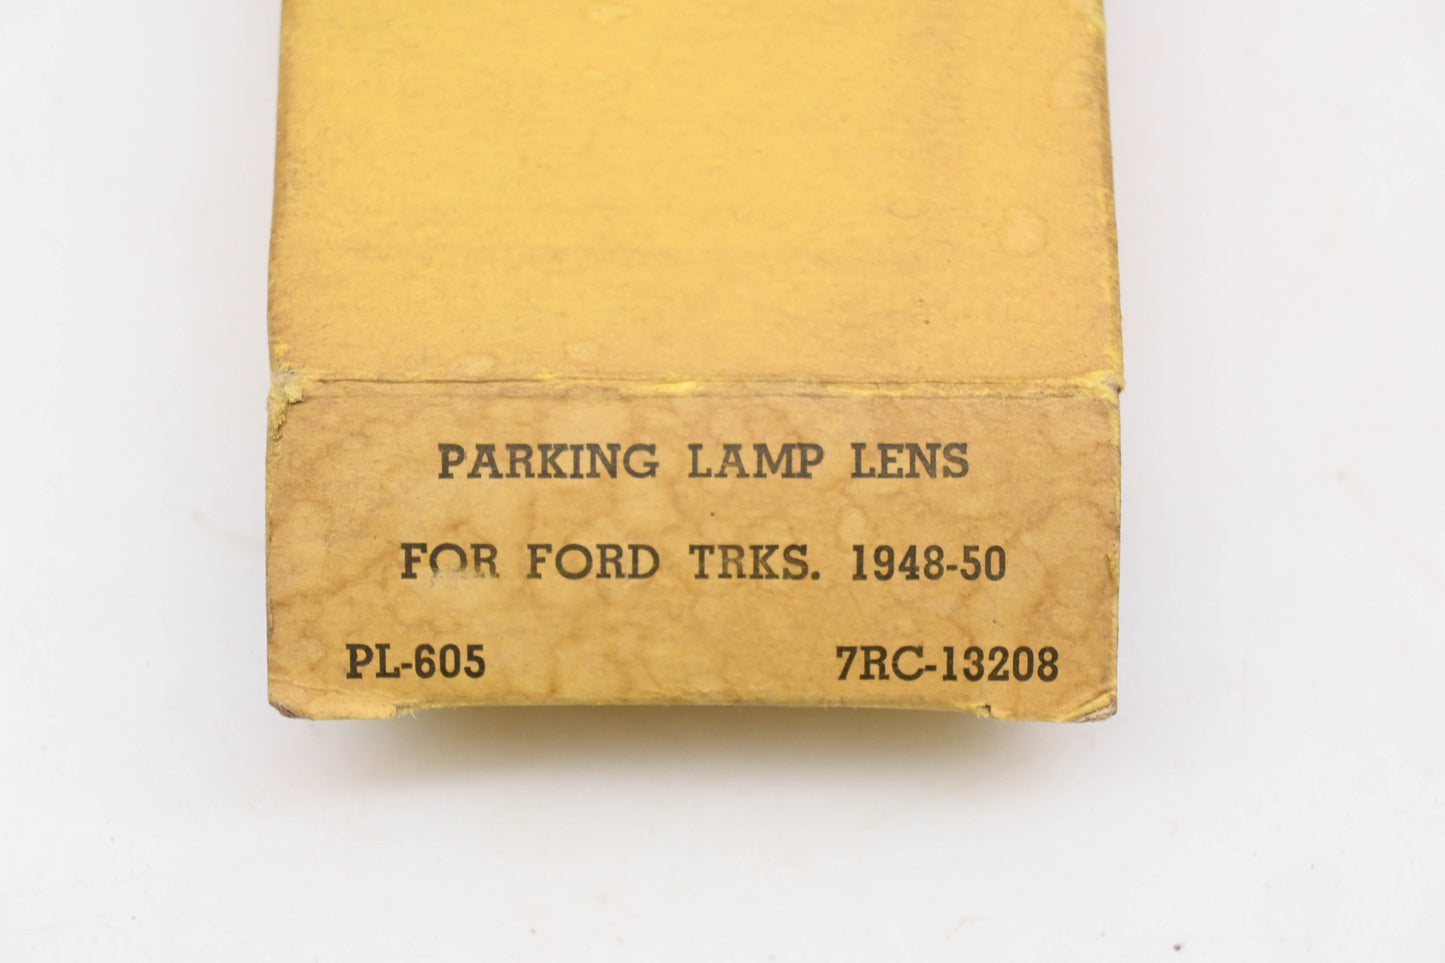 PARKING LAMP LENS
FOR FORD TRKS. 1948-50
PL-605 7RC-13208